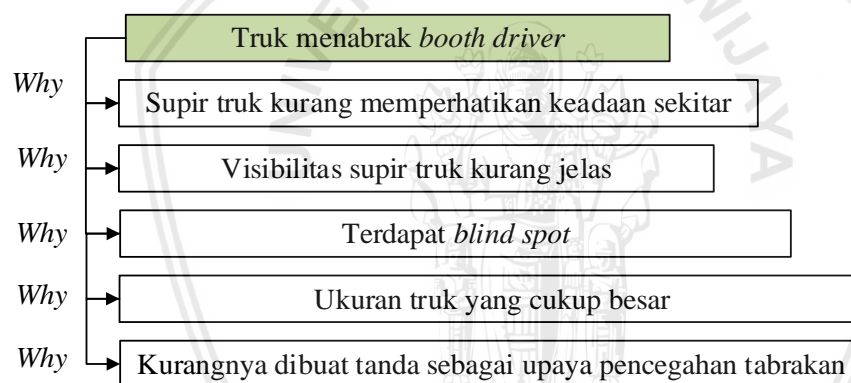 Truk menabrak booth driver
Why
Supir truk kurang memperhatikan keadaan sekitar
Why
Visibilitas supir truk kurang jelas
Why
Terdapat blind spot
Why
Ukuran truk yang cukup besar
Why
Kurangnya dibuat tanda sebagai upaya pencegahan tabrakan